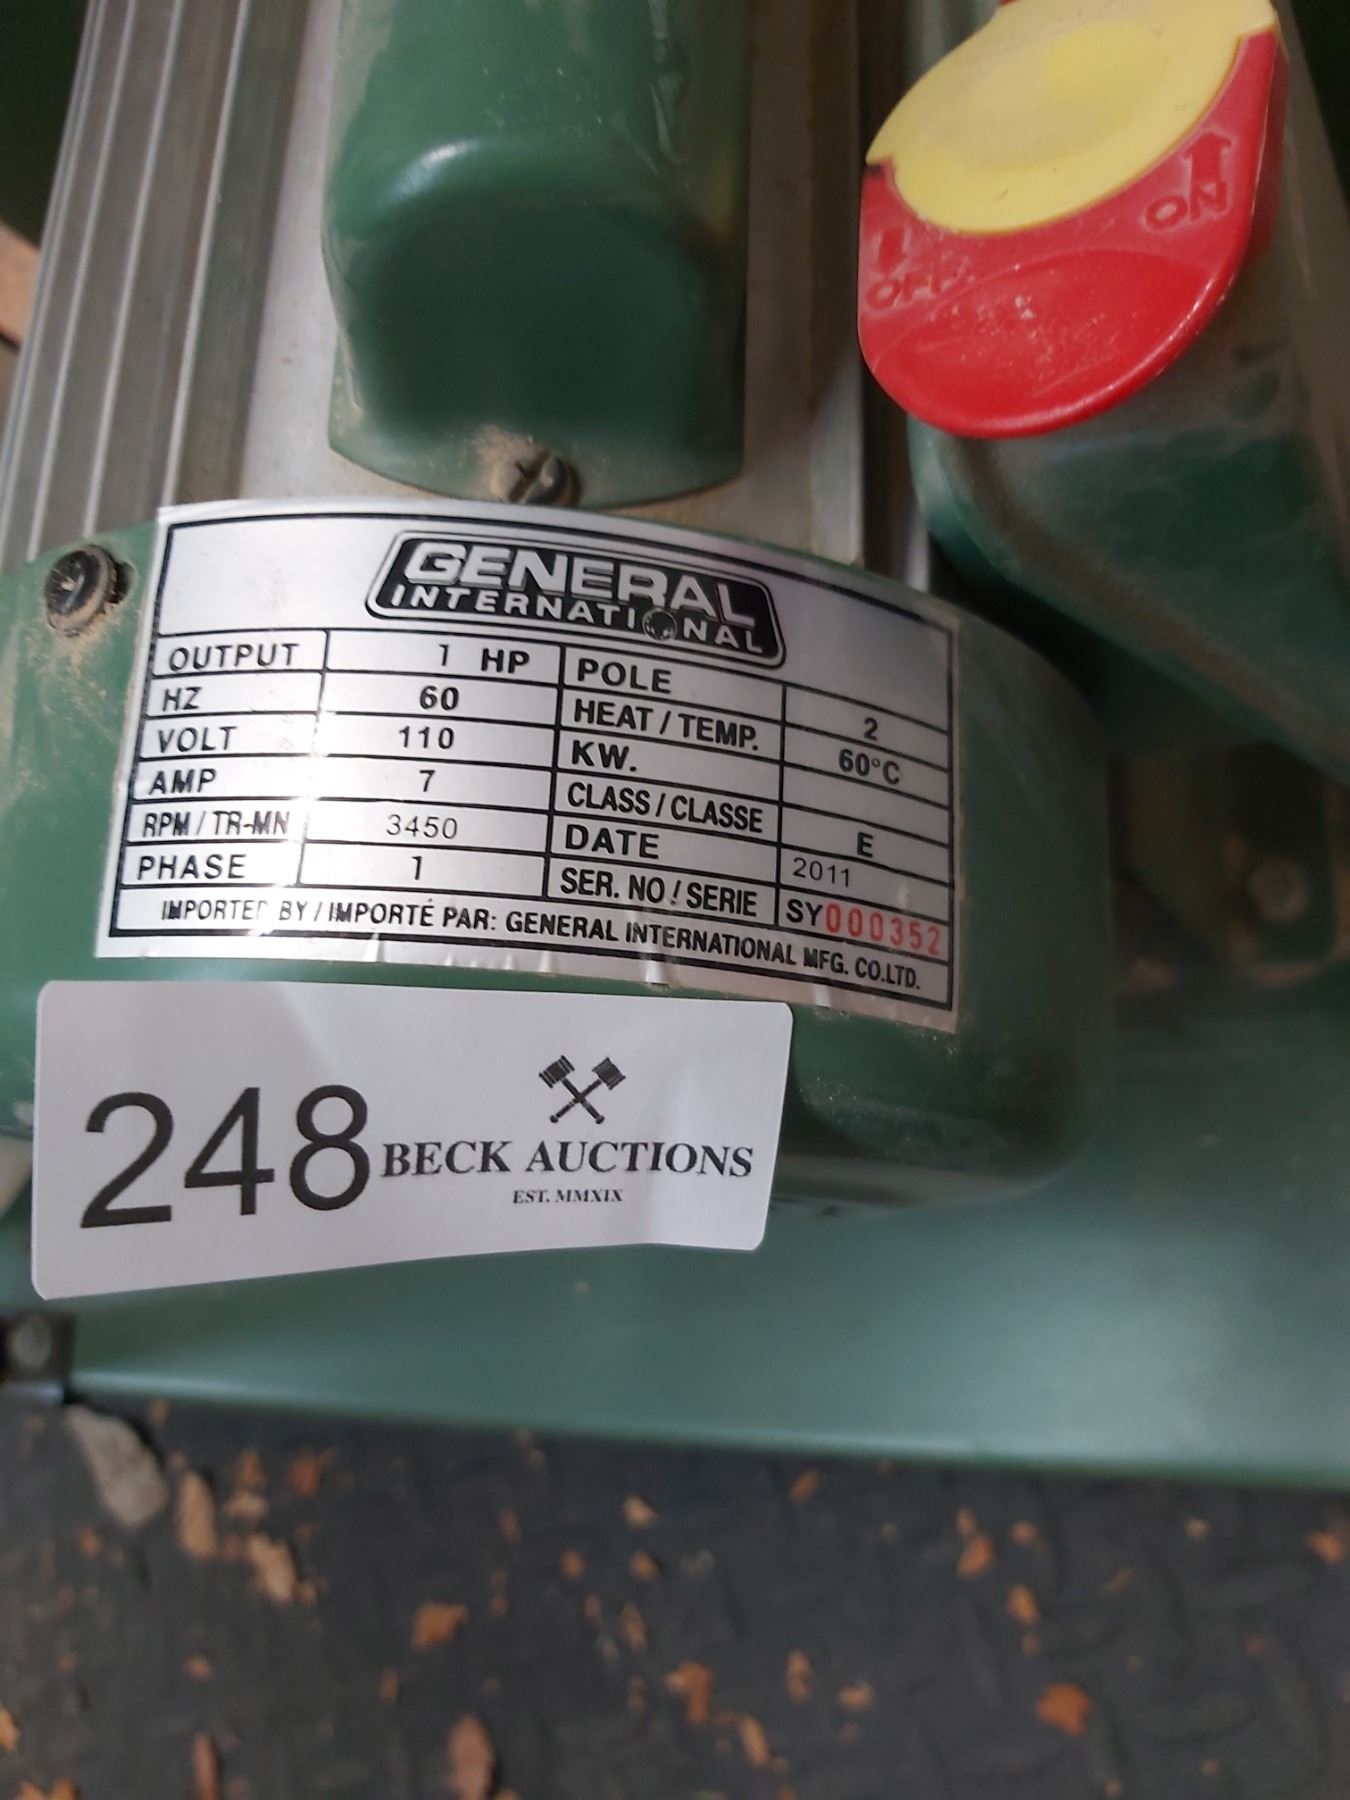 ON
OFF
GENERAL
INTERNATIONAL
OUTPUT 1 HP POLE 2
HZ 60 HEAT / TEMP. 60°C
VOLT 110 KW.
AMP 7 CLASS / CLASSE E
RPM / TR-MN 3450 DATE 2011
PHASE 1 SER. NO / SERIE SY000352
IMPORTED BY / IMPORTÉ PAR: GENERAL INTERNATIONAL MFG. CO.LTD.
248
BECK AUCTIONS
EST. MMXIX